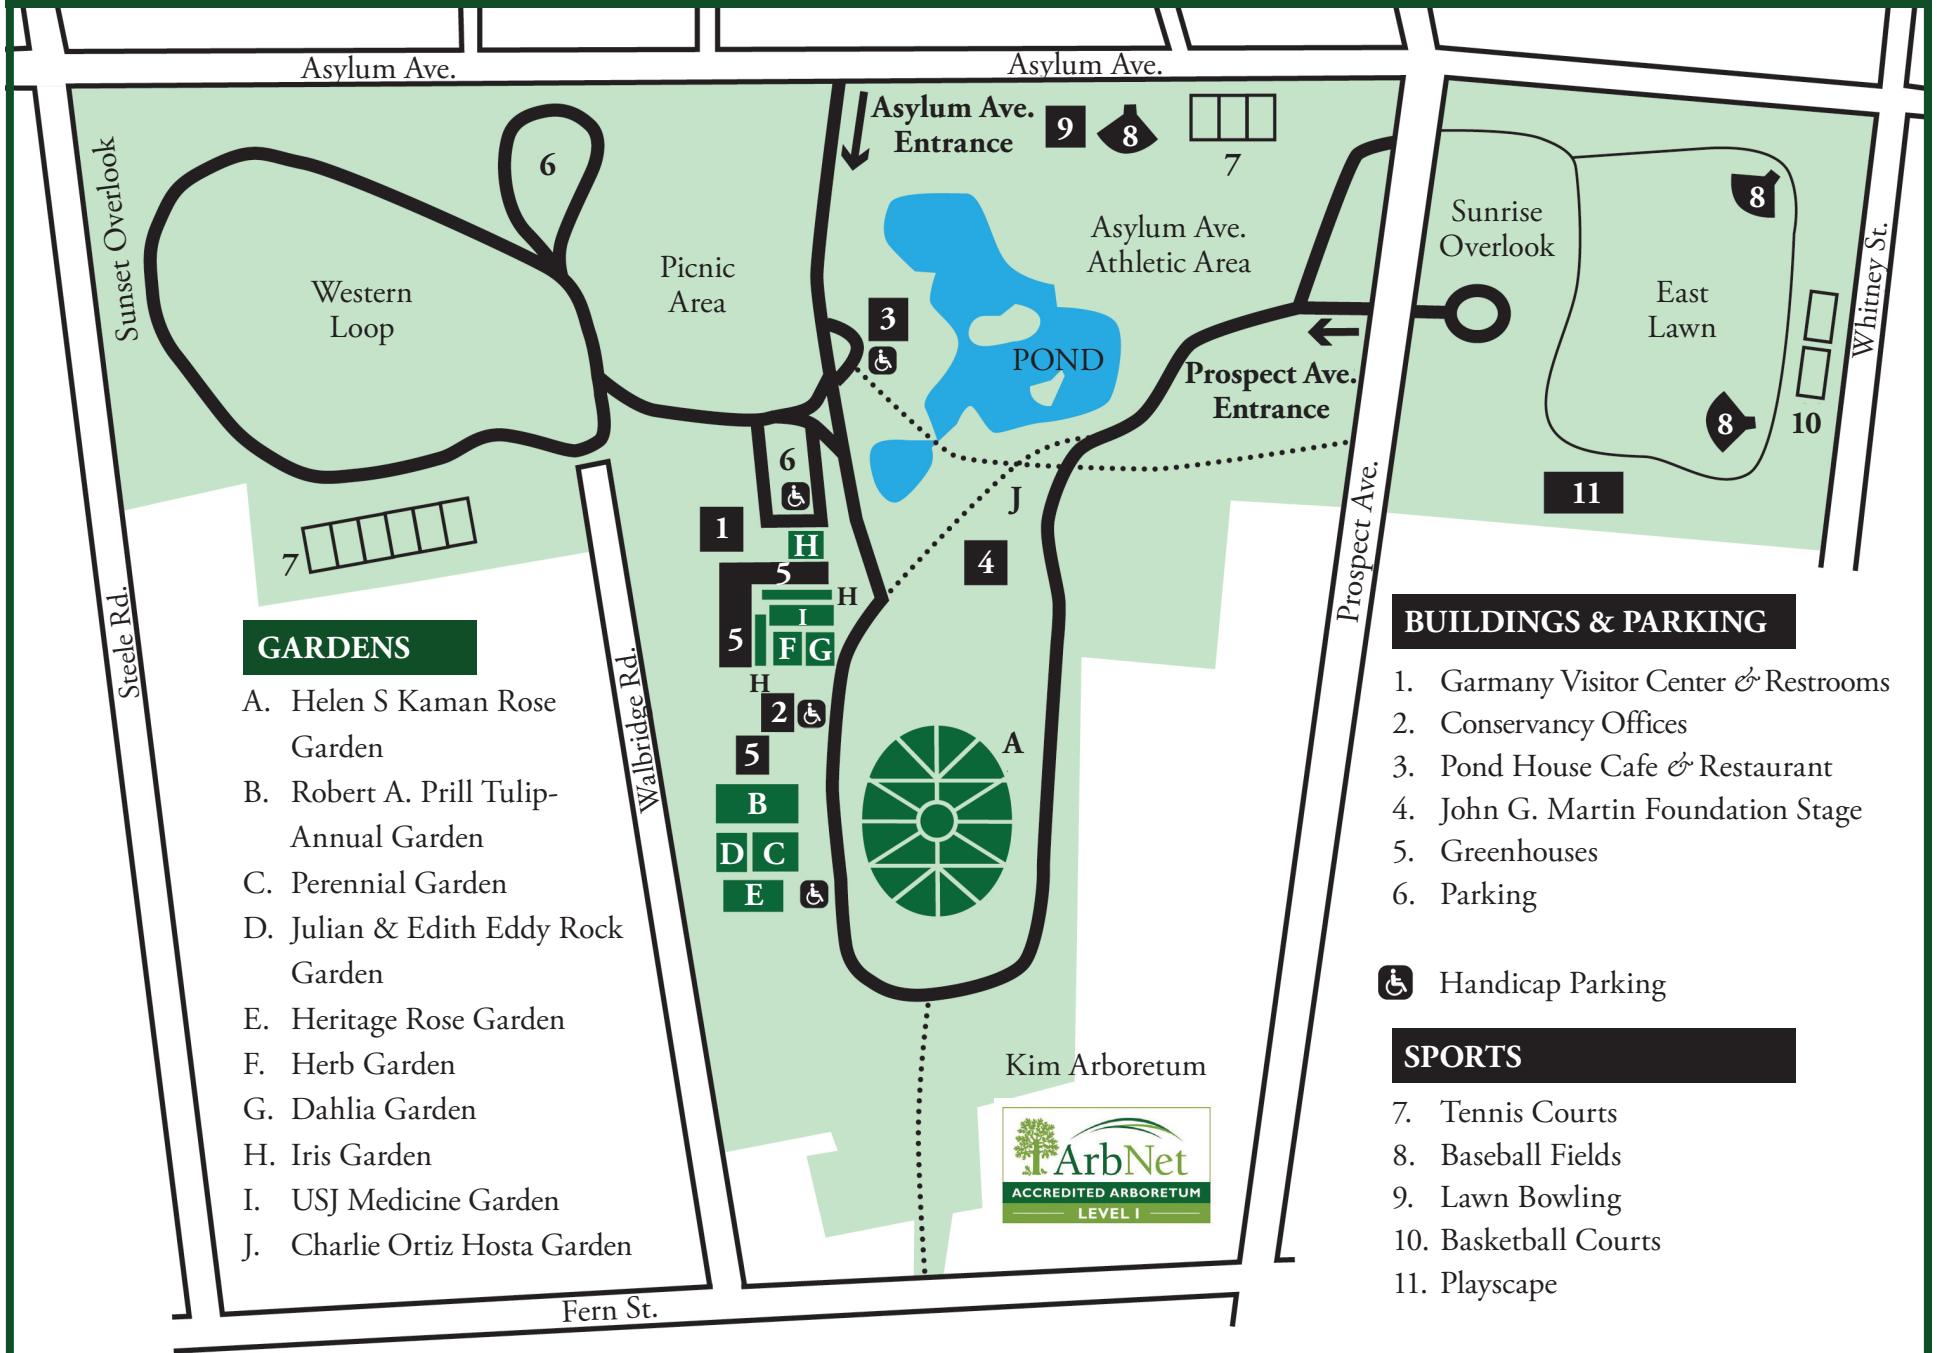 Asylum Ave.
Asylum Ave.
Asylum Ave.
Entrance
9
8
7
6
Sunset Overlook
Western
Loop
Picnic
Area
3
POND
Asylum Ave.
Athletic Area
Sunrise
Overlook
8
East
Lawn
Whitney St.
Prospect Ave.
Entrance
8
10
11
6
J
1
H
5
4
H
I
5
F
G
H
2
5
A
B
D
C
E
7
Steele Rd.
Walbridge Rd.
Prospect Ave.
Kim Arboretum
ArbNet
ACCREDITED ARBORETUM
LEVEL I
Fern St.
GARDENS
A. Helen S Kaman Rose
Garden
B. Robert A. Prill Tulip-
Annual Garden
C. Perennial Garden
D. Julian & Edith Eddy Rock
Garden
E. Heritage Rose Garden
F. Herb Garden
G. Dahlia Garden
H. Iris Garden
I. USJ Medicine Garden
J. Charlie Ortiz Hosta Garden
BUILDINGS & PARKING
1. Garmany Visitor Center & Restrooms
2. Conservancy Offices
3. Pond House Cafe & Restaurant
4. John G. Martin Foundation Stage
5. Greenhouses
6. Parking
Handicap Parking
SPORTS
7. Tennis Courts
8. Baseball Fields
9. Lawn Bowling
10. Basketball Courts
11. Playscape